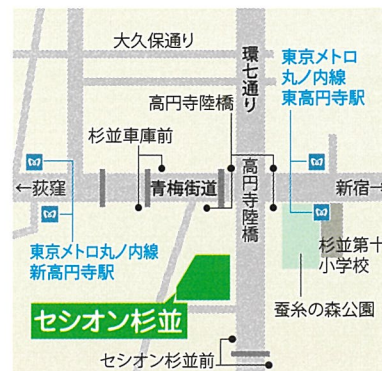 大久保通り
環七通り
東京メトロ
丸ノ内線
東高円寺駅
高円寺陸橋
杉並車庫前
←荻窪
青梅街道
高円寺陸橋
新宿→
東京メトロ丸ノ内線
新高円寺駅
杉並第十
小学校
蚕糸の森公園
セシオン杉並
セシオン杉並前